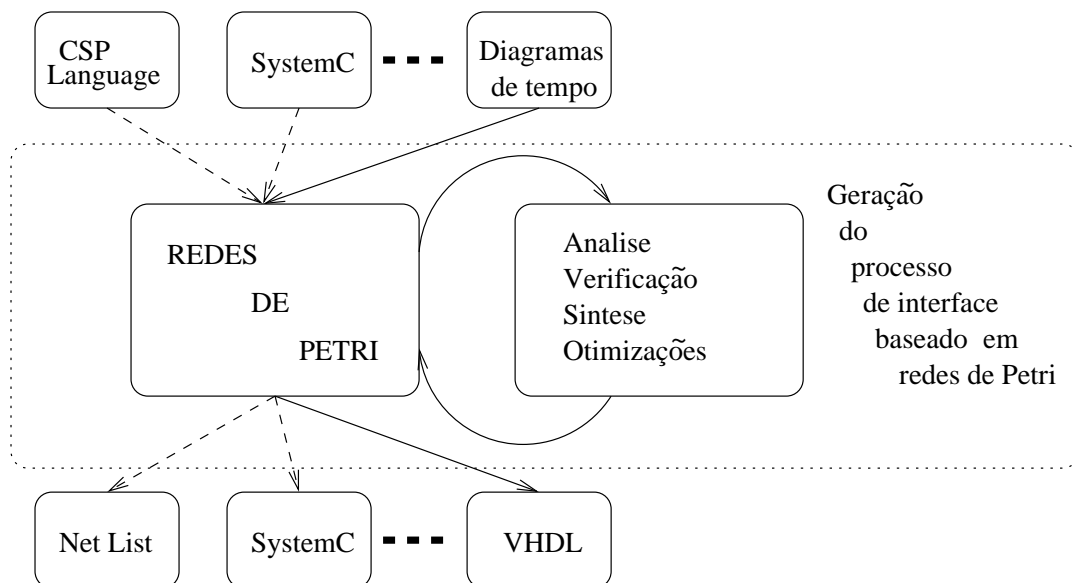 CSP
Language
SystemC
Diagramas
de tempo
REDES
DE
PETRI
Analise
Verificação
Sintese
Otimizações
Geração
do
processo
de interface
baseado em
redes de Petri
Net List
SystemC
VHDL